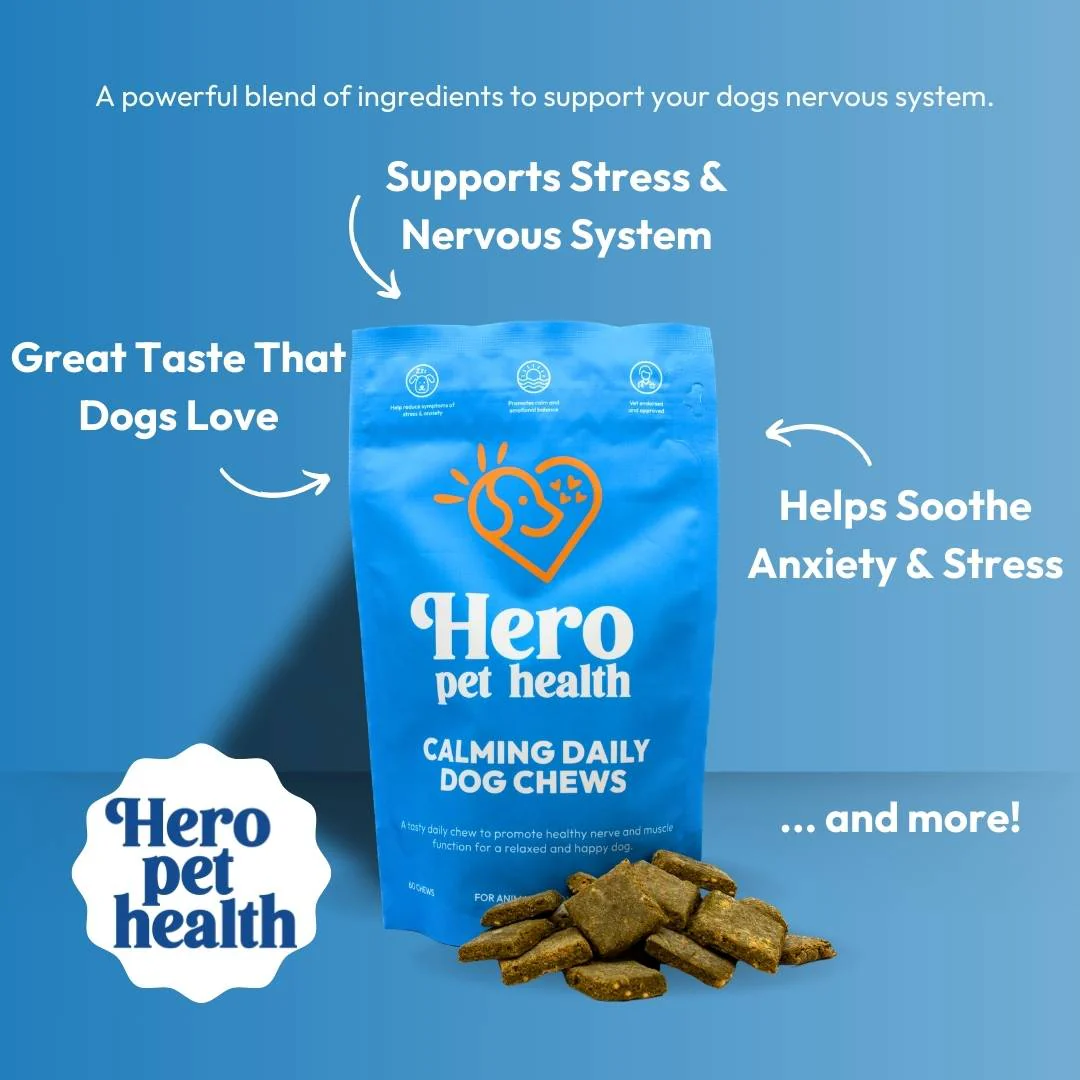 A powerful blend of ingredients to support your dogs nervous system.
Supports Stress &
Nervous System
Great Taste That
Dogs Love
Helps Soothe
Anxiety & Stress
... and more!
Zz
Help reduce symptoms of
stress & anxiety
Promotes calm and
emotional balance
Vet endorsed
and approved
Hero
pet health
CALMING DAILY
DOG CHEWS
A tasty daily chew to promote healthy nerve and muscle
function for a relaxed and happy dog.
60 CHEWS
FOR
Hero
pet
health